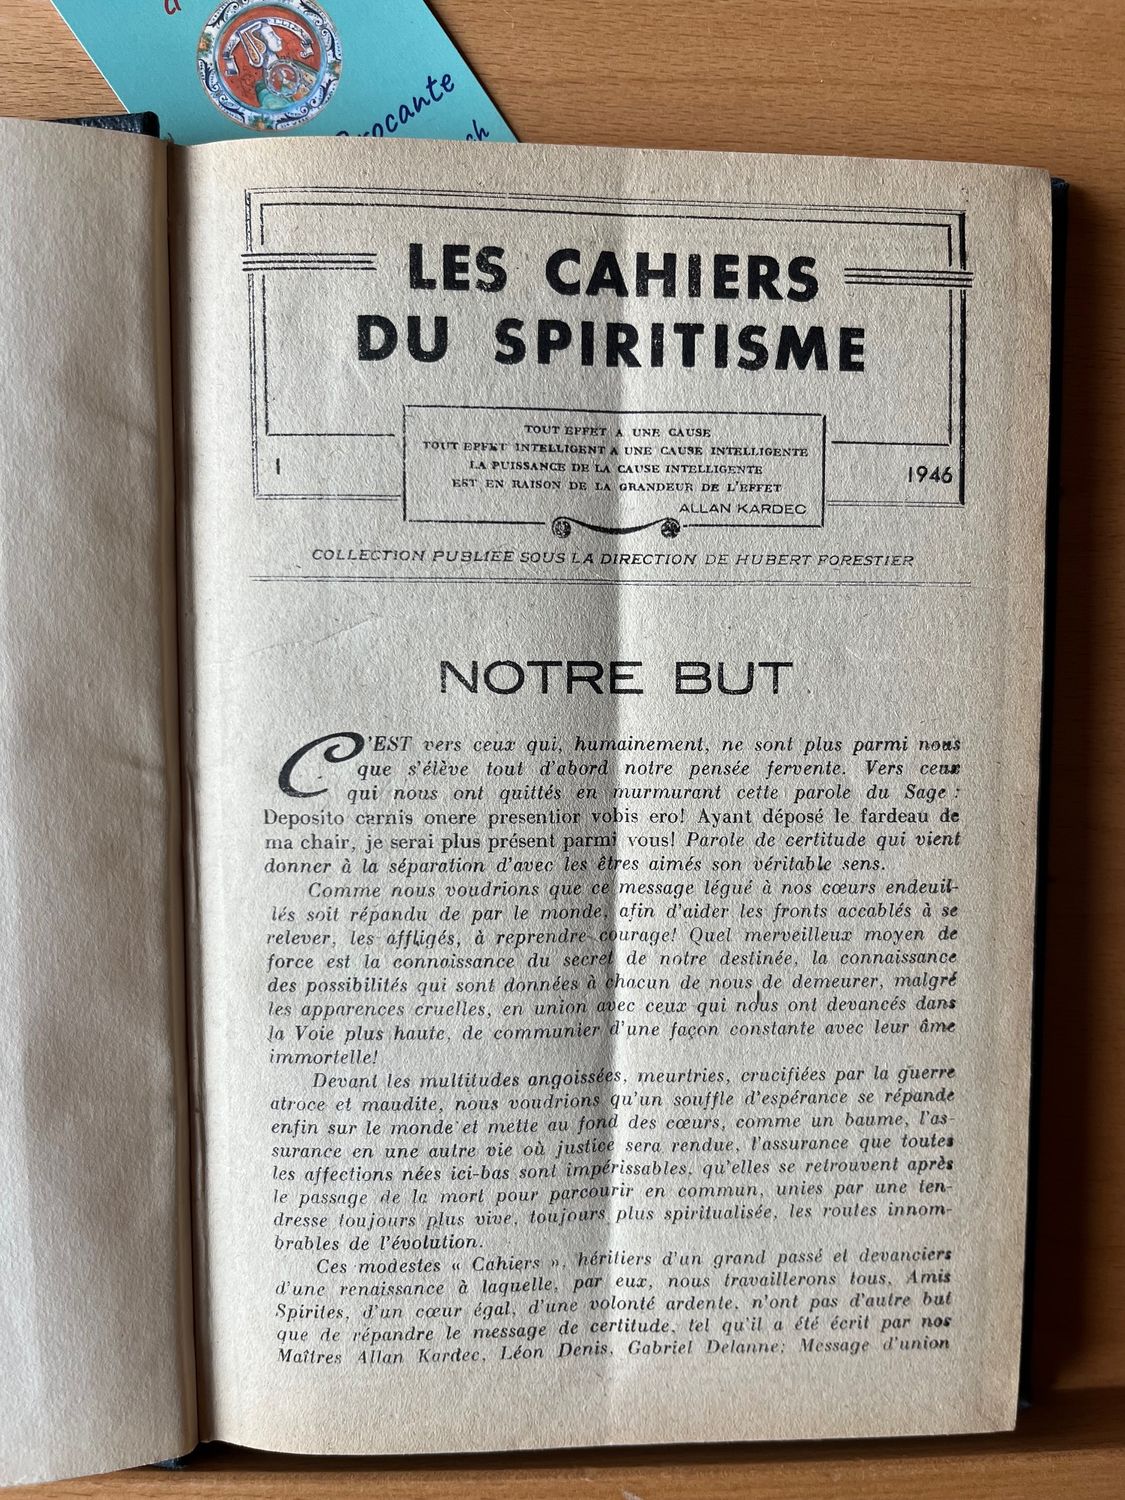 Brocante
ch
LES CAHIERS
DU SPIRITISME
TOUT EFFET A UNE CAUSE
TOUT EFFET INTELLIGENT A UNE CAUSE INTELLIGENTE
LA PUISSANCE DE LA CAUSE INTELLIGENTE
EST EN RAISON DE LA GRANDEUR DE L'EFFET
ALLAN KARDEC
1
1946
COLLECTION PUBLIÉE SOUS LA DIRECTION DE HUBERT FORESTIER
NOTRE BUT
C'EST vers ceux qui, humainement, ne sont plus parmi nous
que s'élève tout d'abord notre pensée fervente. Vers ceux
qui nous ont quittés en murmurant cette parole du Sage :
Deposito carnis onere presentior vobis ero! Ayant déposé le fardeau de
ma chair, je serai plus présent parmi vous! Parole de certitude qui vient
donner à la séparation d'avec les êtres aimés son véritable sens.
Comme nous voudrions que ce message légué à nos cœurs endeuil-
lés soit répandu de par le monde, afin d'aider les fronts accablés à se
relever, les affligés, à reprendre courage! Quel merveilleux moyen de
force est la connaissance du secret de notre destinée, la connaissance
des possibilités qui sont données à chacun de nous de demeurer, malgré
les apparences cruelles, en union avec ceux qui nous ont devancés dans
la Voie plus haute, de communier d'une façon constante avec leur âme
immortelle!
Devant les multitudes angoissées, meurtries, crucifiées par la guerre
atroce et maudite, nous voudrions qu'un souffle d'espérance se répande
enfin sur le monde et mette au fond des cœurs, comme un baume, l'as-
surance en une autre vie où justice sera rendue, l'assurance que toutes
les affections nées ici-bas sont impérissables, qu'elles se retrouvent après
le passage de la mort pour parcourir en commun, unies par une ten-
dresse toujours plus vive, toujours plus spiritualisée, les routes innom-
brables de l'évolution.
Ces modestes « Cahiers », héritiers d'un grand passé et devanciers
d'une renaissance à laquelle, par eux, nous travaillerons tous, Amis
Spirites, d'un cœur égal, d'une volonté ardente, n'ont pas d'autre but
que de répandre le message de certitude, tel qu'il a été écrit par nos
Maîtres Allan Kardec, Léon Denis, Gabriel Delanne; Message d'union